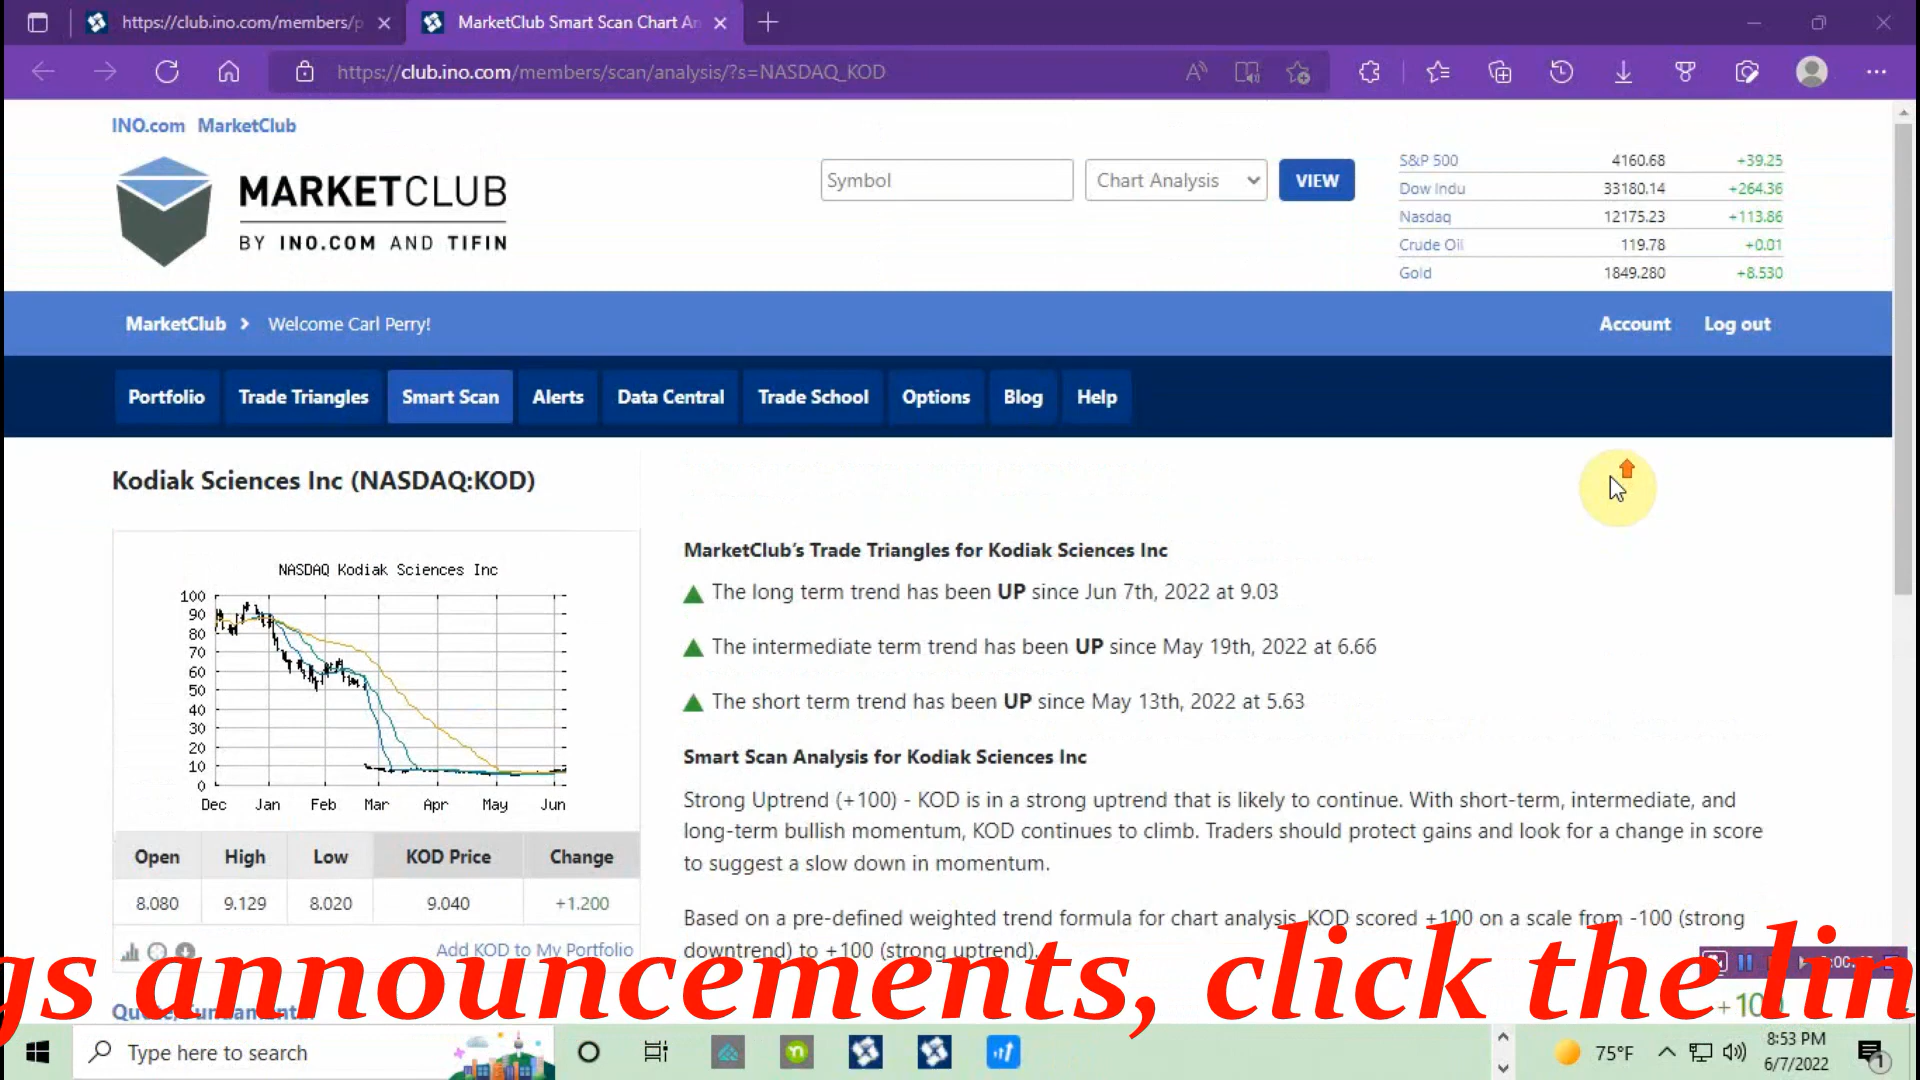 https://club.ino.com/members/p
MarketClub Smart Scan Chart An
https://club.ino.com/members/scan/analysis/?s=NASDAQ_KOD
INO.com MarketClub
MARKETCLUB
BY INO.COM AND TIFIN
Symbol
Chart Analysis
VIEW
S&P 500 4160.68 +39.25
Dow Indu 33180.14 +264.36
Nasdaq 12175.23 +113.86
Crude Oil 119.78 +0.01
Gold 1849.280 +8.530
MarketClub > Welcome Carl Perry!
Account Log out
Portfolio Trade Triangles Smart Scan Alerts Data Central Trade School Options Blog Help
Kodiak Sciences Inc (NASDAQ:KOD)
NASDAQ Kodiak Sciences Inc
100
90
80
70
60
50
40
30
20
10
0
Dec Jan Feb Mar Apr May Jun
Open High Low KOD Price Change
8.080 9.129 8.020 9.040 +1.200
Add KOD to My Portfolio
MarketClub's Trade Triangles for Kodiak Sciences Inc
The long term trend has been UP since Jun 7th, 2022 at 9.03
The intermediate term trend has been UP since May 19th, 2022 at 6.66
The short term trend has been UP since May 13th, 2022 at 5.63
Smart Scan Analysis for Kodiak Sciences Inc
Strong Uptrend (+100) - KOD is in a strong uptrend that is likely to continue. With short-term, intermediate, and
long-term bullish momentum, KOD continues to climb. Traders should protect gains and look for a change in score
to suggest a slow down in momentum.
Based on a pre-defined weighted trend formula for chart analysis, KOD scored +100 on a scale from -100 (strong
downtrend) to +100 (strong uptrend).
gs announcements, click the lin
+100
Type here to search
75°F
8:53 PM
6/7/2022
1